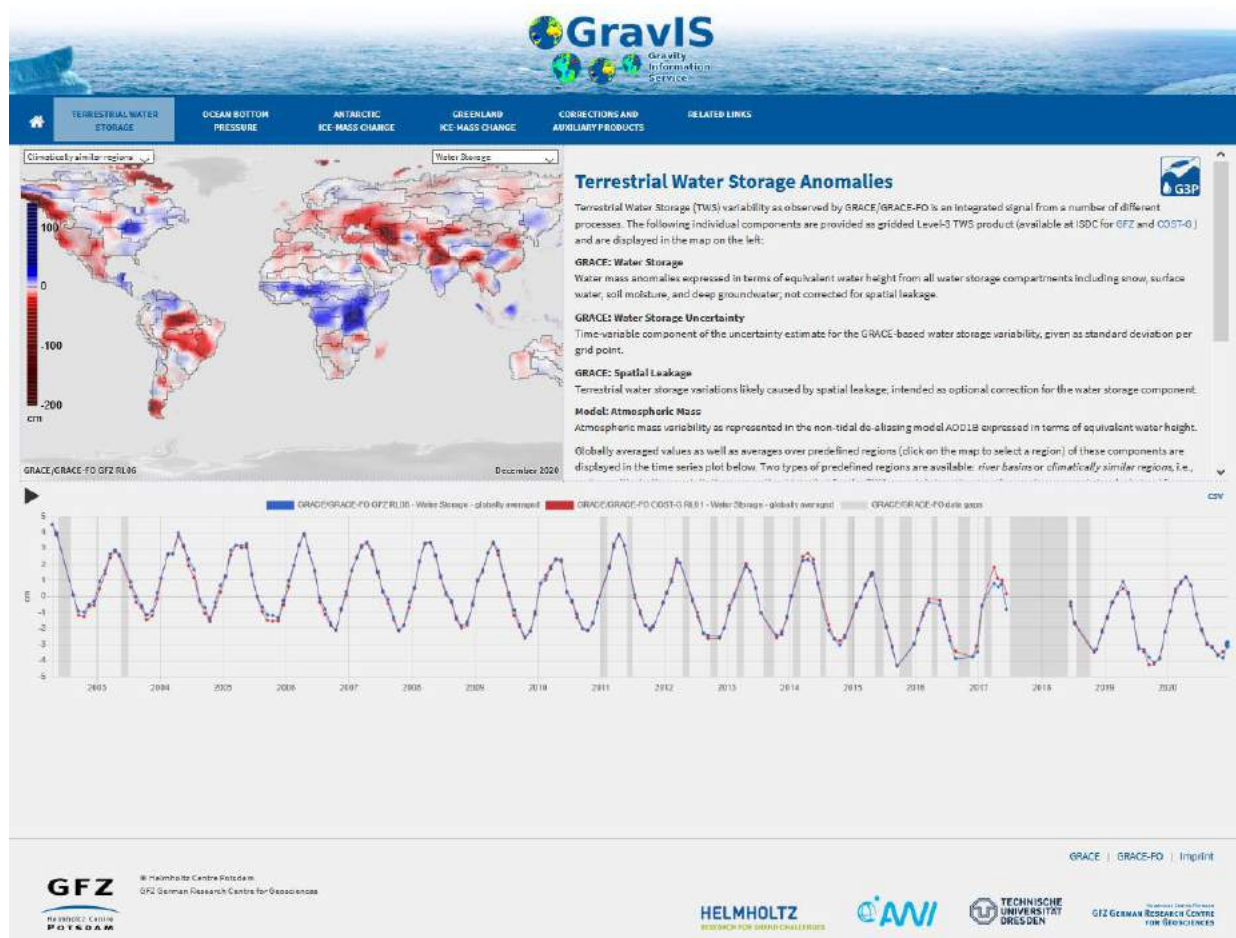 GravIS
Gravity
Information
Service
TERRESTRIAL WATER
STORAGE
OCEAN BOTTOM
PRESSURE
ANTARCTIC
ICE-MASS CHANGE
GREENLAND
ICE-MASS CHANGE
CORRECTIONS AND
AUXILIARY PRODUCTS
RELATED LINKS
Climatically similar regions
Water Storage
100
0
-100
-200
cm
GRACE/GRACE-FO GFZ RL06
December 2020
Terrestrial Water Storage Anomalies
G3P
Terrestrial Water Storage (TWS) variability as observed by GRACE/GRACE-FO is an integrated signal from a number of different
processes. The following individual components are provided as gridded Level-3 TWS product (available at ISDC for GFZ and COST-G)
and are displayed in the map on the left:
GRACE: Water Storage
Water mass anomalies expressed in terms of equivalent water height from all water storage compartments including snow, surface
water, soil moisture, and deep groundwater; not corrected for spatial leakage.
GRACE: Water Storage Uncertainty
Time-variable component of the uncertainty estimate for the GRACE-based water storage variability, given as standard deviation per
grid point.
GRACE: Spatial Leakage
Terrestrial water storage variations likely caused by spatial leakage; intended as optional correction for the water storage component.
Model: Atmospheric Mass
Atmospheric mass variability as represented in the non-tidal de-aliasing model AOD1B expressed in terms of equivalent water height.
Globally averaged values as well as averages over predefined regions (click on the map to select a region) of these components are
displayed in the time series plot below. Two types of predefined regions are available: river basins or climatically similar regions, i.e.,
CSV
GRACE/GRACE-FO GFZ RL06 - Water Storage - globally averaged
GRACE/GRACE-FO COST-G RL01 - Water Storage - globally averaged
GRACE/GRACE-FO data gaps
5
4
3
2
1
0
-1
-2
-3
-4
-5
cm
2003 2004 2005 2006 2007 2008 2009 2010 2011 2012 2013 2014 2015 2016 2017 2018 2019 2020
GRACE | GRACE-FO | Imprint
GFZ
Helmholtz Centre
POTSDAM
© Helmholtz Centre Potsdam
GFZ German Research Centre for Geosciences
HELMHOLTZ
RESEARCH FOR GRAND CHALLENGES
AWI
TECHNISCHE
UNIVERSITÄT
DRESDEN
Helmholtz Centre Potsdam
GFZ GERMAN RESEARCH CENTRE
FOR GEOSCIENCES